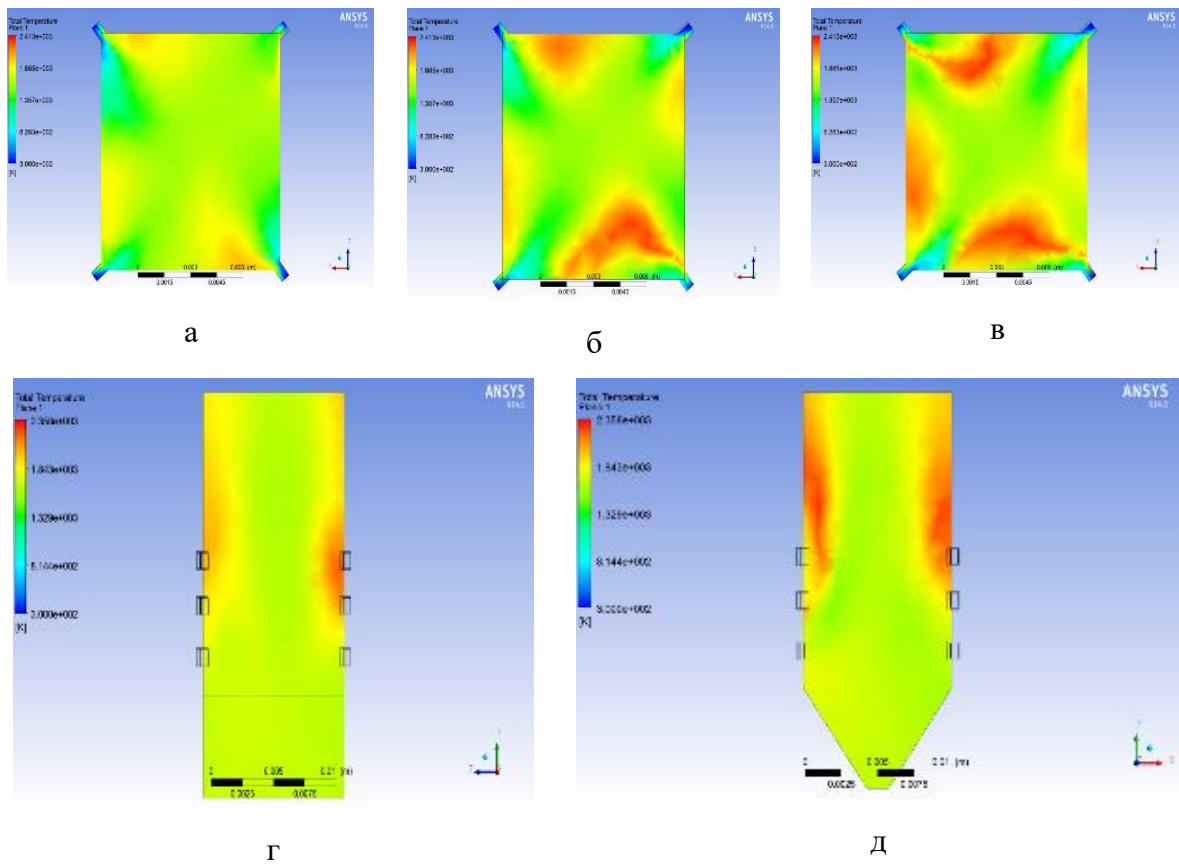 Total Temperature
Plane 1
ANSYS
2.413e+003
1.885e+003
1.357e+003
8.283e+002
3.000e+002
[K]
0 0.003 0.006 (m)
0.0015 0.0045
а
Total Temperature
Plane 1
ANSYS
2.413e+003
1.885e+003
1.357e+003
8.283e+002
3.000e+002
[K]
0 0.003 0.006 (m)
0.0015 0.0045
б
Total Temperature
Plane 1
ANSYS
2.413e+003
1.885e+003
1.357e+003
8.283e+002
3.000e+002
[K]
0 0.003 0.006 (m)
0.0015 0.0045
в
Total Temperature
Plane 1
ANSYS
2.358e+003
1.843e+003
1.329e+003
8.144e+002
3.000e+002
[K]
0 0.005 0.01 (m)
0.0025 0.0075
г
Total Temperature
Plane 1
ANSYS
2.358e+003
1.843e+003
1.329e+003
8.144e+002
3.000e+002
[K]
0 0.005 0.01 (m)
0.0025 0.0075
д